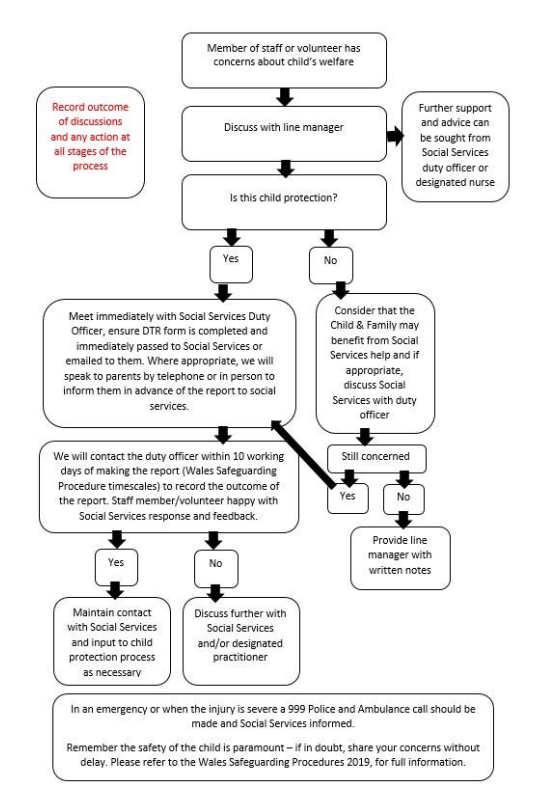 Member of staff or volunteer has
concerns about child's welfare
Record outcome
of discussions
and any action at
all stages of the
process
Discuss with line manager
Further support
and advice can
be sought from
Social Services
duty officer or
designated nurse
Is this child protection?
Yes
No
Meet immediately with Social Services Duty
Officer, ensure DTR form is completed and
immediately passed to Social Services or
emailed to them. Where appropriate, we will
speak to parents by telephone or in person to
inform them in advance of the report to social
services.
Consider that the
Child & Family may
benefit from Social
Services help and if
appropriate,
discuss Social
Services with duty
officer
We will contact the duty officer within 10 working
days of making the report (Wales Safeguarding
Procedure timescales) to record the outcome of
the report. Staff member/volunteer happy with
Social Services response and feedback.
Still concerned
Yes
No
Provide line
manager with
written notes
Yes
No
Maintain contact
with Social Services
and input to child
protection process
as necessary
Discuss further with
Social Services
and/or designated
practitioner
In an emergency or when the injury is severe a 999 Police and Ambulance call should be
made and Social Services informed.
Remember the safety of the child is paramount – if in doubt, share your concerns without
delay. Please refer to the Wales Safeguarding Procedures 2019, for full information.